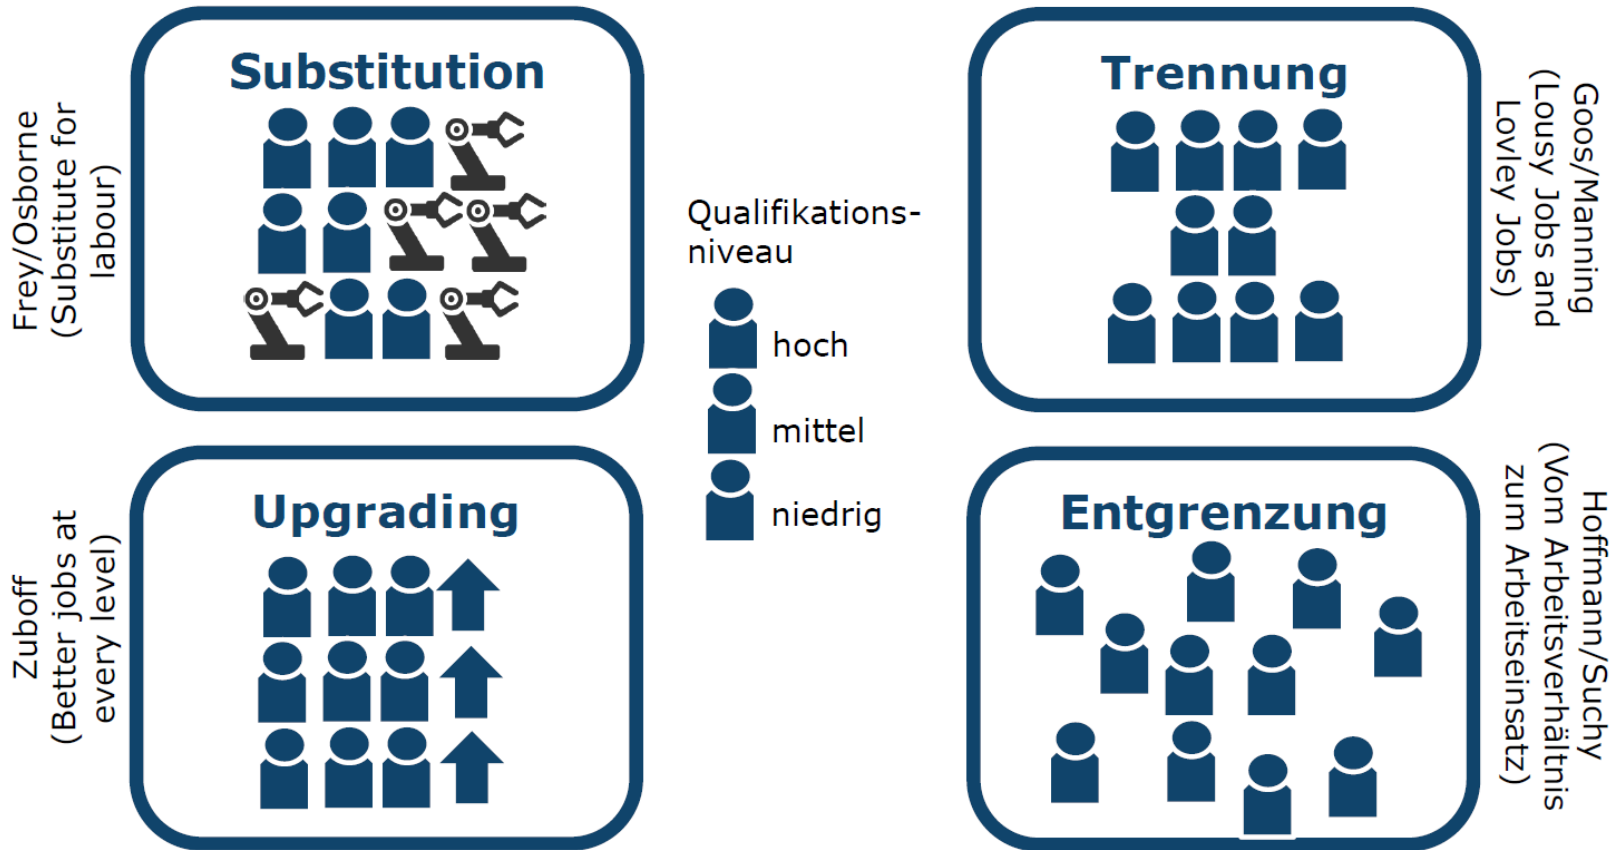 Substitution
Frey/Osborne
(Substitute for
labour)
Trennung
Goos/Manning
(Lousy Jobs and
Lovley Jobs)
Qualifikations-
niveau
hoch
mittel
niedrig
Upgrading
Zuboff
(Better jobs at
every level)
Entgrenzung
Hoffmann/Suchy
(Vom Arbeitsverhältnis
zum Arbeitseinsatz)